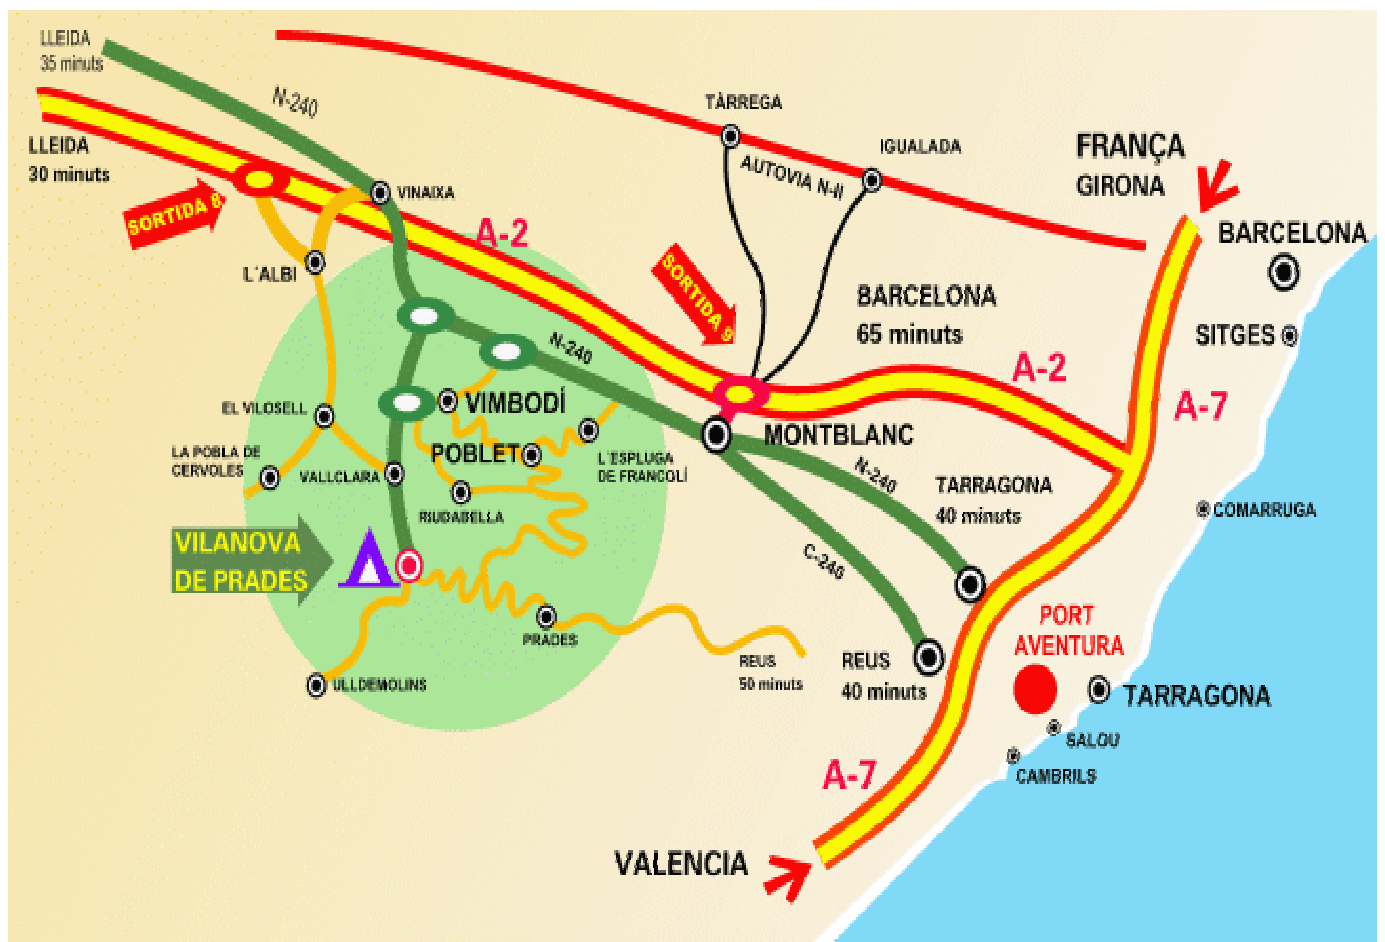 LLEIDA
35 minuts
N-240
LLEIDA
30 minuts
SORTIDA 8
VINAIXA
L'ALBI
A-2
TÀRREGA
IGUALADA
AUTOVIA N-II
FRANÇA
GIRONA
BARCELONA
SITGES
SORTIDA 9
BARCELONA
65 minuts
A-2
A-7
N-240
VIMBODÍ
EL VILOSELL
MONTBLANC
LA POBLA DE
CERVOLES
VALLCLARA
POBLET
L'ESPLUGA
DE FRANCOLÍ
RIUDABELLA
N-240
TARRAGONA
40 minuts
COMARRUGA
VILANOVA
DE PRADES
C-240
PRADES
PORT
AVENTURA
REUS
50 minuts
REUS
40 minuts
ULLDEMOLINS
TARRAGONA
SALOU
CAMBRILS
A-7
VALENCIA